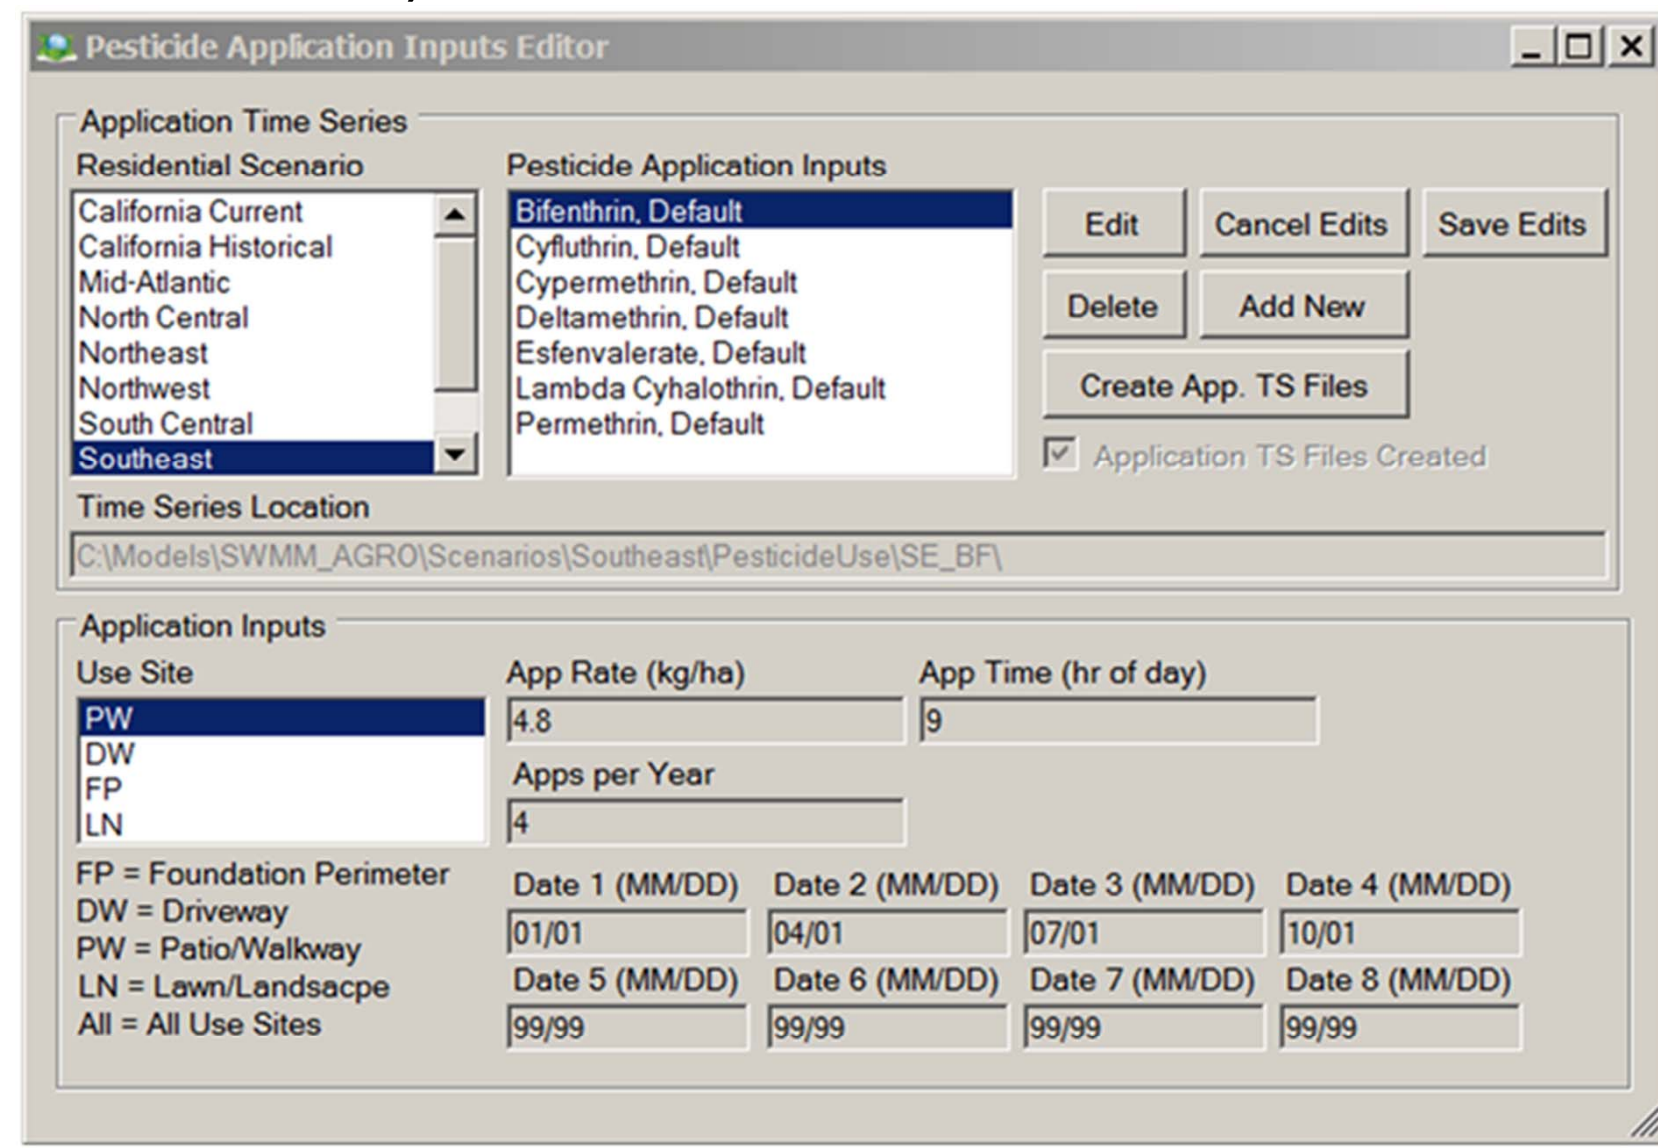 Pesticide Application Inputs Editor
Application Time Series
Residential Scenario
California Current
California Historical
Mid-Atlantic
North Central
Northeast
Northwest
South Central
Southeast
Pesticide Application Inputs
Bifenthrin, Default
Cyfluthrin, Default
Cypermethrin, Default
Deltamethrin, Default
Esfenvalerate, Default
Lambda Cyhalothrin, Default
Permethrin, Default
Edit
Cancel Edits
Save Edits
Delete
Add New
Create App. TS Files
Application TS Files Created
Time Series Location
C:\Models\SWMM_AGRO\Scenarios\Southeast\PesticideUse\SE_BF\
Application Inputs
Use Site
PW
DW
FP
LN
FP = Foundation Perimeter
DW = Driveway
PW = Patio/Walkway
LN = Lawn/Landsacpe
All = All Use Sites
App Rate (kg/ha)
4.8
App Time (hr of day)
9
Apps per Year
4
Date 1 (MM/DD) Date 2 (MM/DD) Date 3 (MM/DD) Date 4 (MM/DD)
01/01 04/01 07/01 10/01
Date 5 (MM/DD) Date 6 (MM/DD) Date 7 (MM/DD) Date 8 (MM/DD)
99/99 99/99 99/99 99/99